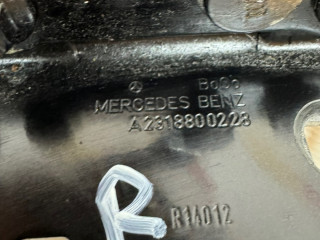 BoCo
MERCEDES BENZ
A2318800228
R
R14012